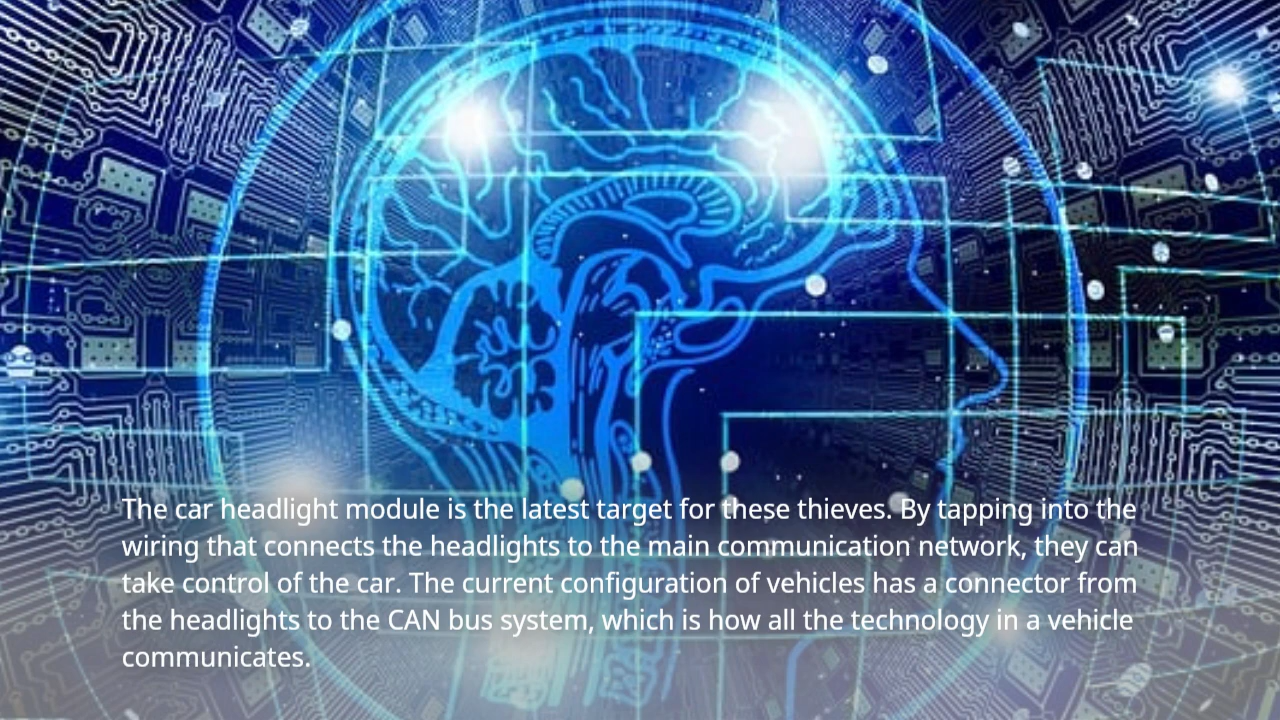 The car headlight module is the latest target for these thieves. By tapping into the
wiring that connects the headlights to the main communication network, they can
take control of the car. The current configuration of vehicles has a connector from
the headlights to the CAN bus system, which is how all the technology in a vehicle
communicates.